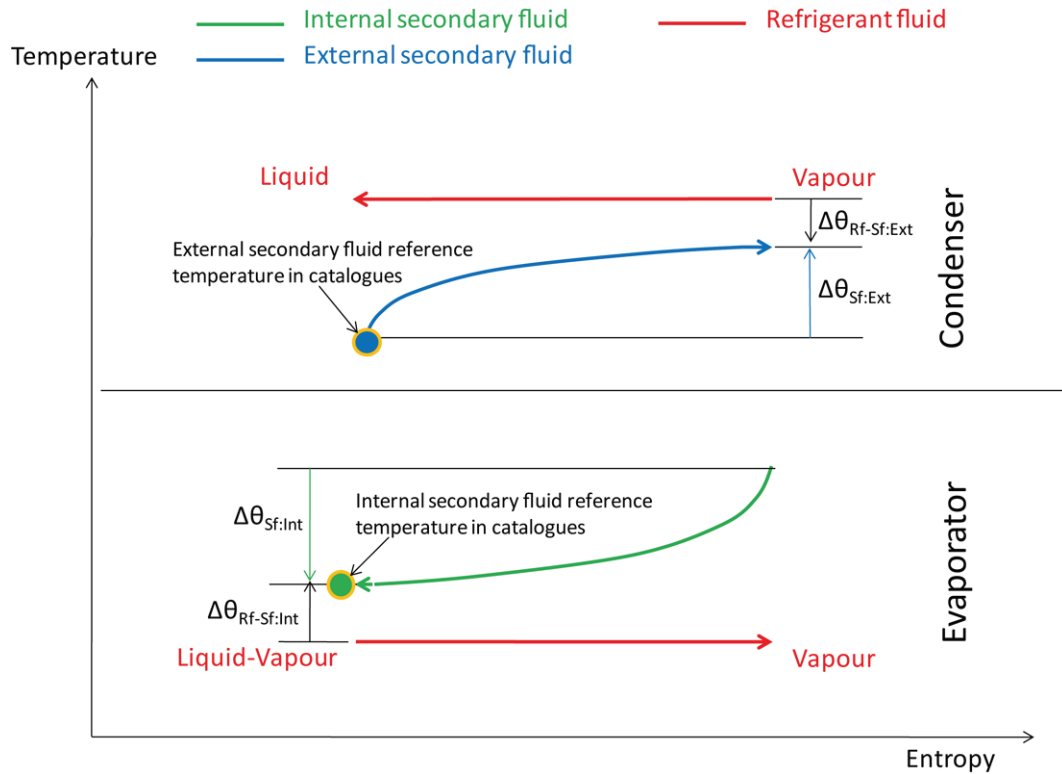 Internal secondary fluid
Refrigerant fluid
External secondary fluid
Temperature
Liquid
Vapour
Condenser
ΔθRf-Sf:Ext
External secondary fluid reference
temperature in catalogues
ΔθSf:Ext
Evaporator
ΔθSf:Int
Internal secondary fluid reference
temperature in catalogues
ΔθRf-Sf:Int
Liquid-Vapour
Vapour
Entropy